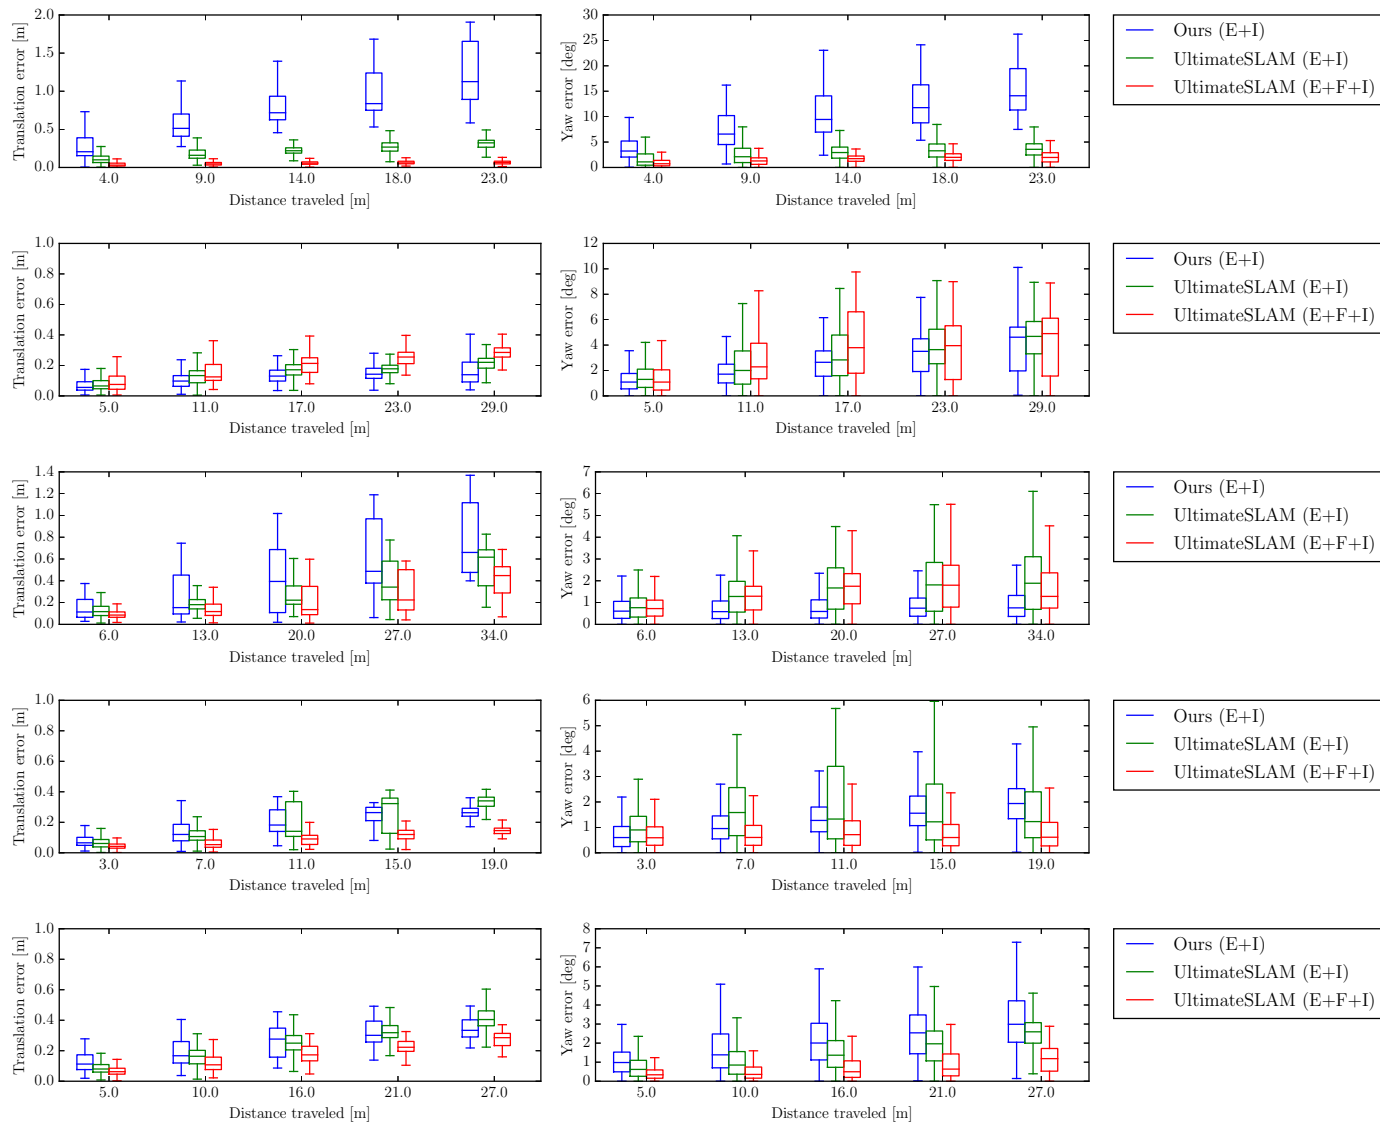 Translation error [m]
2.0
1.5
1.0
0.5
0.0
4.0 9.0 14.0 18.0 23.0
Distance traveled [m]
Yaw error [deg]
30
25
20
15
10
5
0
4.0 9.0 14.0 18.0 23.0
Distance traveled [m]
Ours (E+I)
UltimateSLAM (E+I)
UltimateSLAM (E+F+I)
Translation error [m]
1.0
0.8
0.6
0.4
0.2
0.0
5.0 11.0 17.0 23.0 29.0
Distance traveled [m]
Yaw error [deg]
12
10
8
6
4
2
0
5.0 11.0 17.0 23.0 29.0
Distance traveled [m]
Ours (E+I)
UltimateSLAM (E+I)
UltimateSLAM (E+F+I)
Translation error [m]
1.4
1.2
1.0
0.8
0.6
0.4
0.2
0.0
6.0 13.0 20.0 27.0 34.0
Distance traveled [m]
Yaw error [deg]
7
6
5
4
3
2
1
0
6.0 13.0 20.0 27.0 34.0
Distance traveled [m]
Ours (E+I)
UltimateSLAM (E+I)
UltimateSLAM (E+F+I)
Translation error [m]
1.0
0.8
0.6
0.4
0.2
0.0
3.0 7.0 11.0 15.0 19.0
Distance traveled [m]
Yaw error [deg]
6
5
4
3
2
1
0
3.0 7.0 11.0 15.0 19.0
Distance traveled [m]
Ours (E+I)
UltimateSLAM (E+I)
UltimateSLAM (E+F+I)
Translation error [m]
1.0
0.8
0.6
0.4
0.2
0.0
5.0 10.0 16.0 21.0 27.0
Distance traveled [m]
Yaw error [deg]
8
7
6
5
4
3
2
1
0
5.0 10.0 16.0 21.0 27.0
Distance traveled [m]
Ours (E+I)
UltimateSLAM (E+I)
UltimateSLAM (E+F+I)